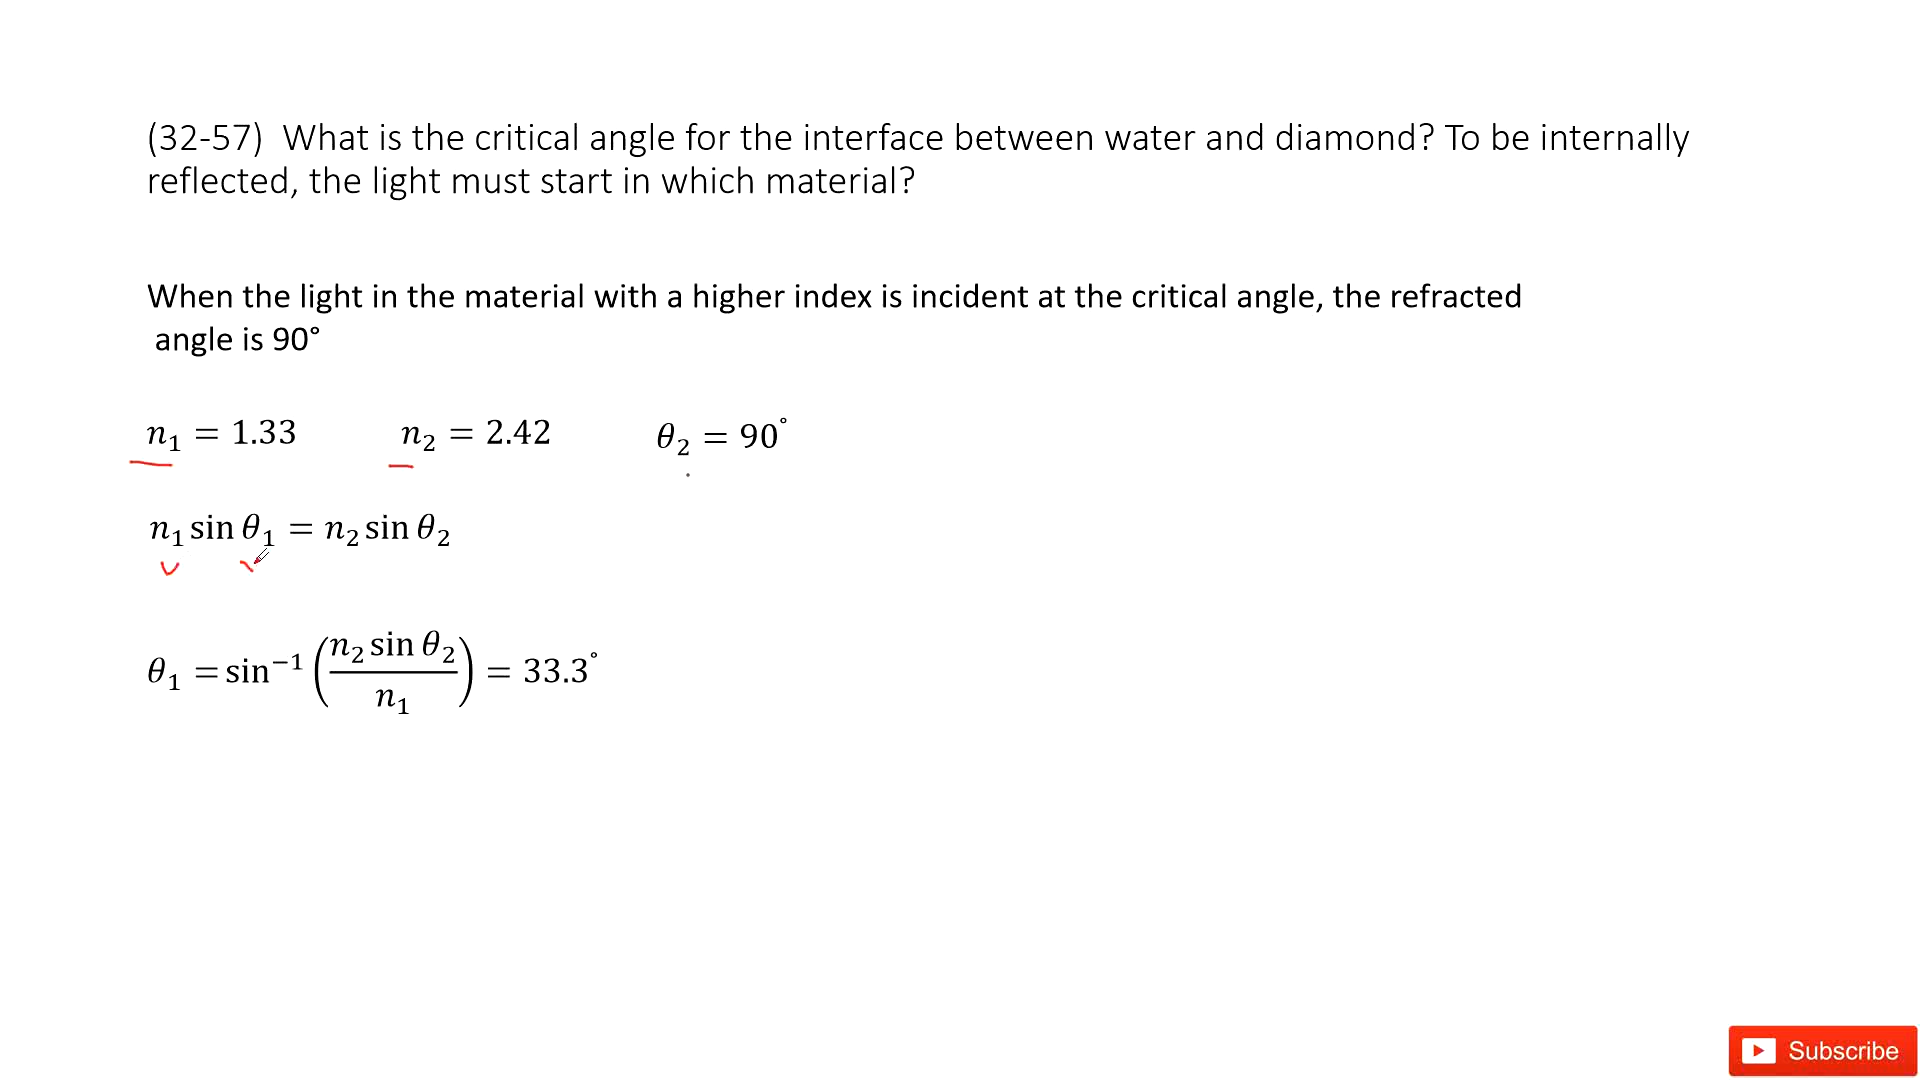 (32-57) What is the critical angle for the interface between water and diamond? To be internally
reflected, the light must start in which material?
When the light in the material with a higher index is incident at the critical angle, the refracted
angle is 90°
n₁ = 1.33 n₂ = 2.42 θ₂ = 90°
n₁ sin θ₁ = n₂ sin θ₂
θ₁ = sin⁻¹ (n₂ sin θ₂ / n₁) = 33.3°
Subscribe